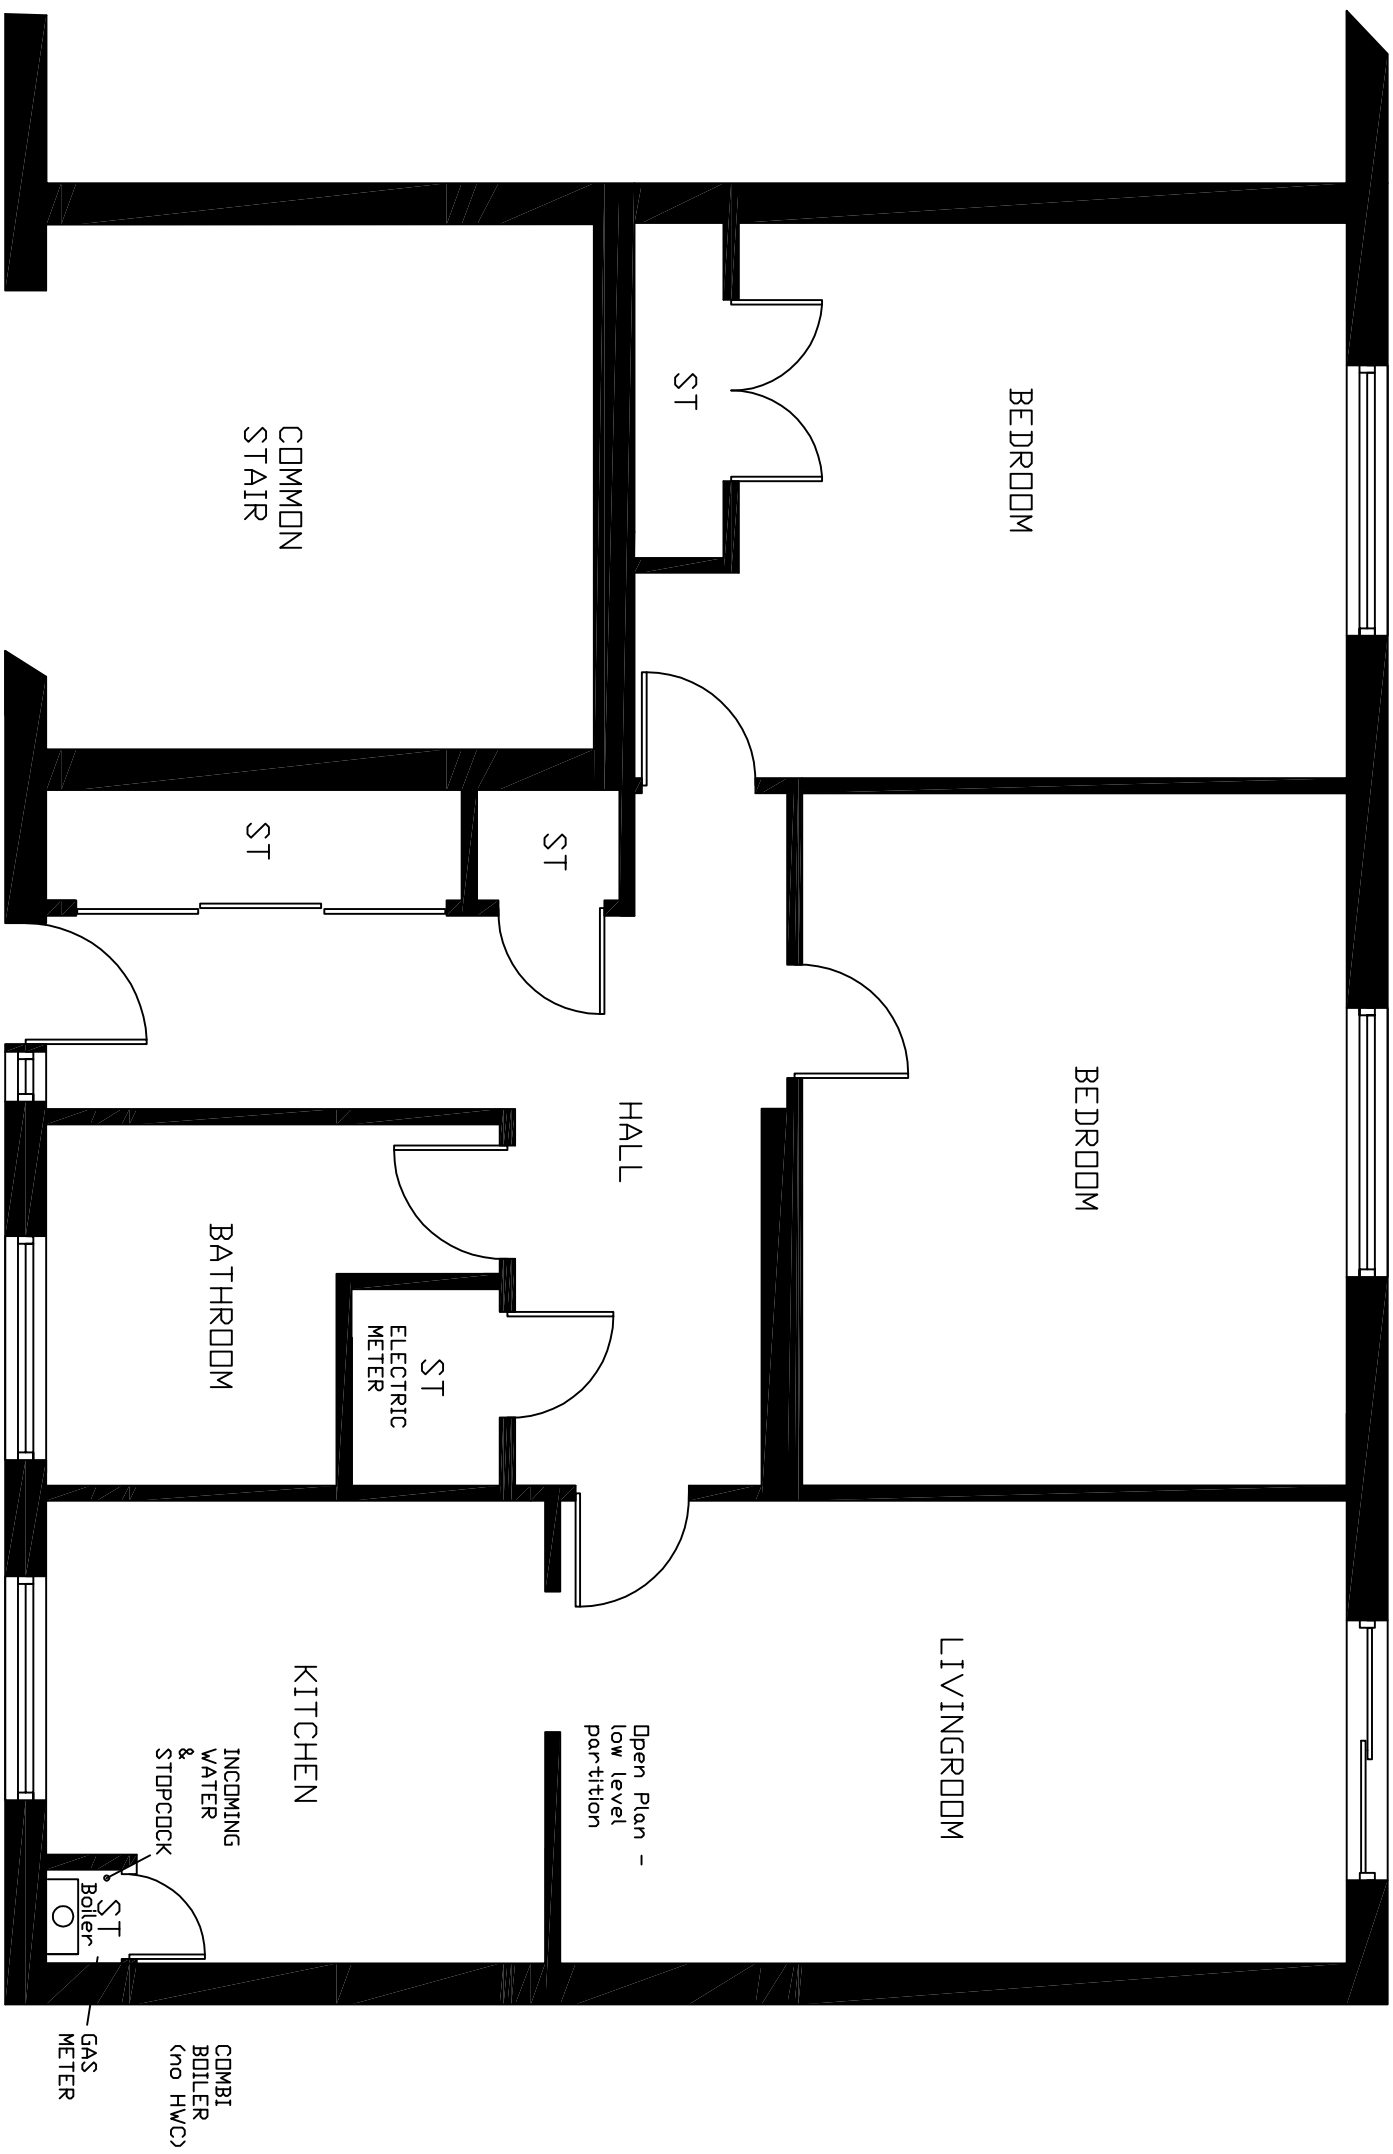 BEDROOM
BEDROOM
LIVINGROOM
ST
Open Plan -
low level
partition
HALL
ST
ST
ELECTRIC
METER
COMMON
STAIR
ST
BATHROOM
KITCHEN
INCOMING
WATER
&
STOPCOCK
ST
Boiler
COMBI
BOILER
(no HWC)
GAS
METER